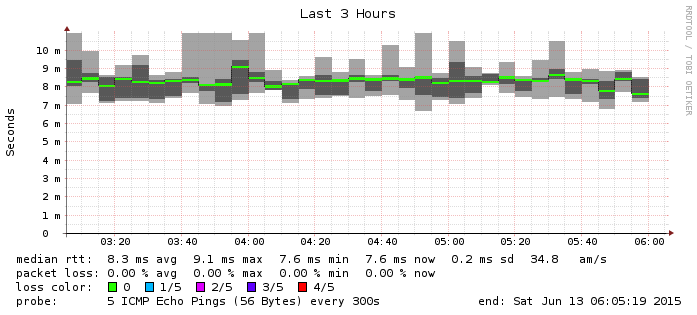 Last 3 Hours
RRDTOOL / TOBI OETIKER
Seconds
10 m
9 m
8 m
7 m
6 m
5 m
4 m
3 m
2 m
1 m
0
03:20 03:40 04:00 04:20 04:40 05:00 05:20 05:40 06:00
median rtt: 8.3 ms avg 9.1 ms max 7.6 ms min 7.6 ms now 0.2 ms sd 34.8 am/s
packet loss: 0.00 % avg 0.00 % max 0.00 % min 0.00 % now
loss color: 0 1/5 2/5 3/5 4/5
probe: 5 ICMP Echo Pings (56 Bytes) every 300s end: Sat Jun 13 06:05:19 2015